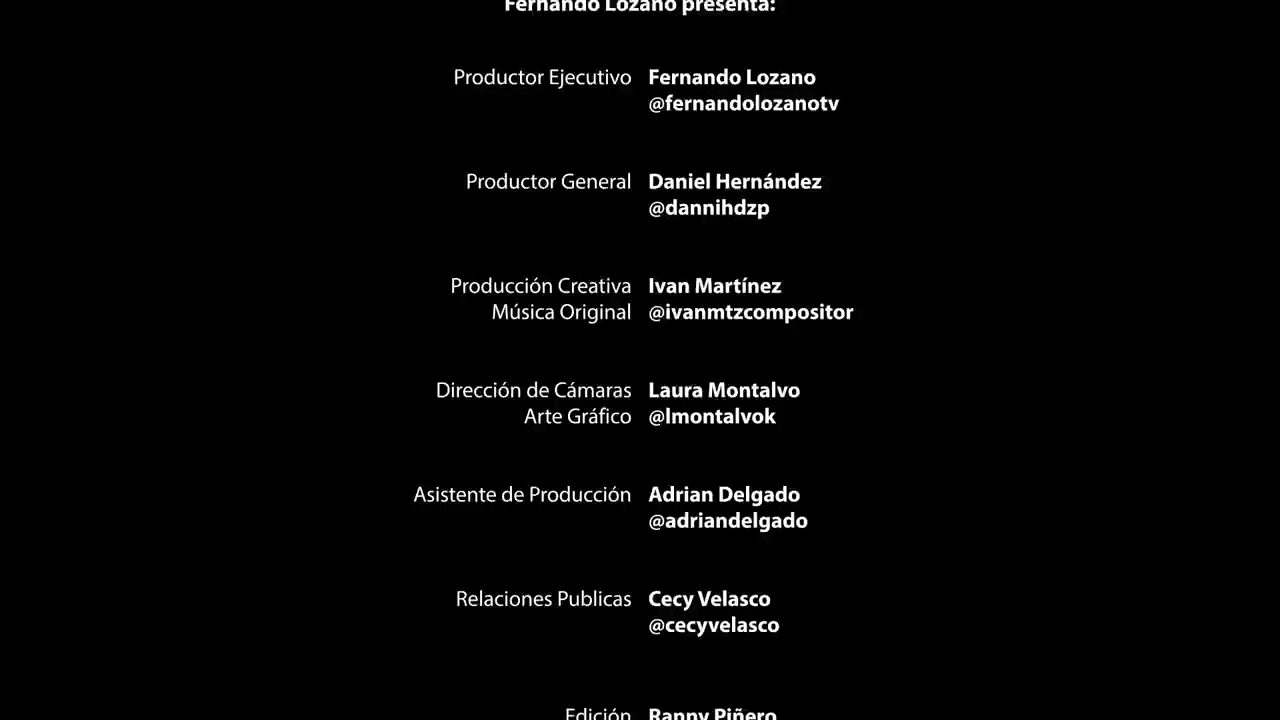 Fernando Lozano presenta:
Productor Ejecutivo Fernando Lozano
@fernandolozanotv
Productor General Daniel Hernández
@dannihdzp
Producción Creativa Ivan Martínez
Música Original @ivanmtzcompositor
Dirección de Cámaras Laura Montalvo
Arte Gráfico @lmontalvok
Asistente de Producción Adrian Delgado
@adriandelgado
Relaciones Publicas Cecy Velasco
@cecyvelasco
Edición Ranny Piñero